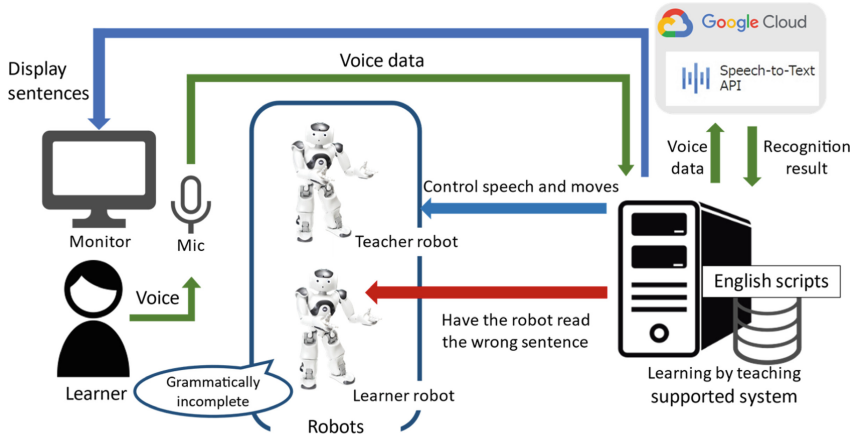 Google Cloud
Speech-to-Text
API
Display
sentences
Voice data
Voice
data
Recognition
result
Monitor
Mic
Control speech and moves
Teacher robot
English scripts
Voice
Have the robot read
the wrong sentence
Learner
Grammatically
incomplete
Learner robot
Robots
Learning by teaching
supported system